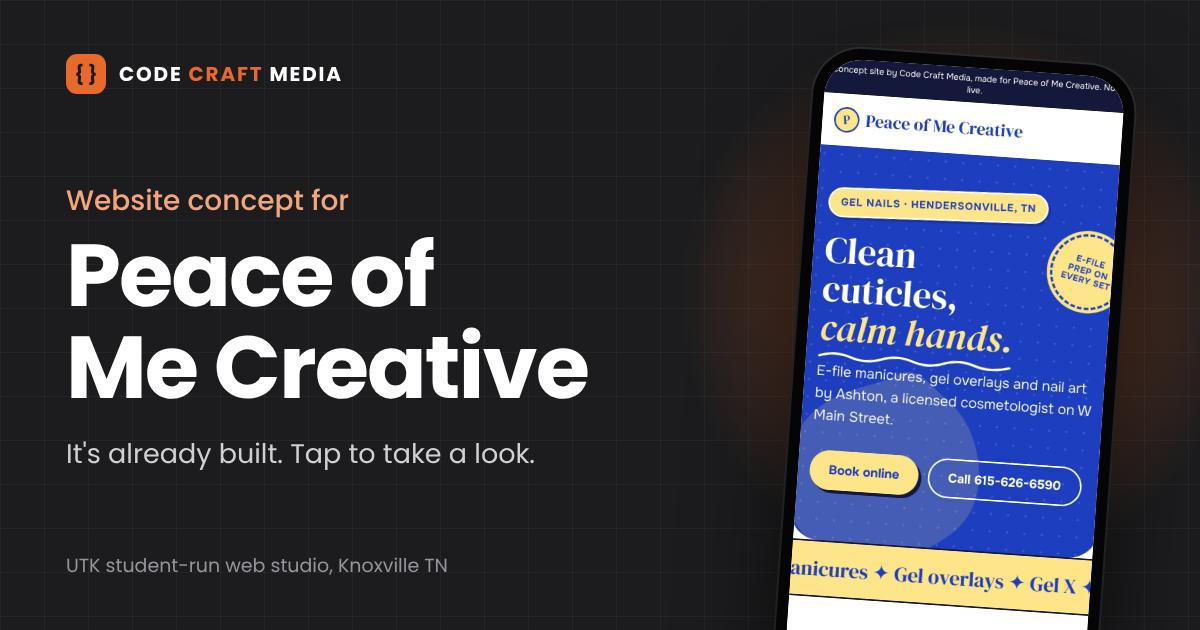 { } CODE CRAFT MEDIA
Website concept for
Peace of
Me Creative
It's already built. Tap to take a look.
UTK student-run web studio, Knoxville TN
concept site by Code Craft Media, made for Peace of Me Creative. No
live.
P Peace of Me Creative
GEL NAILS · HENDERSONVILLE, TN
E-FILE
PREP ON
EVERY SET
Clean
cuticles,
calm hands.
E-file manicures, gel overlays and nail art
by Ashton, a licensed cosmetologist on W
Main Street.
Book online
Call 615-626-6590
anicures ✦ Gel overlays ✦ Gel X ✦